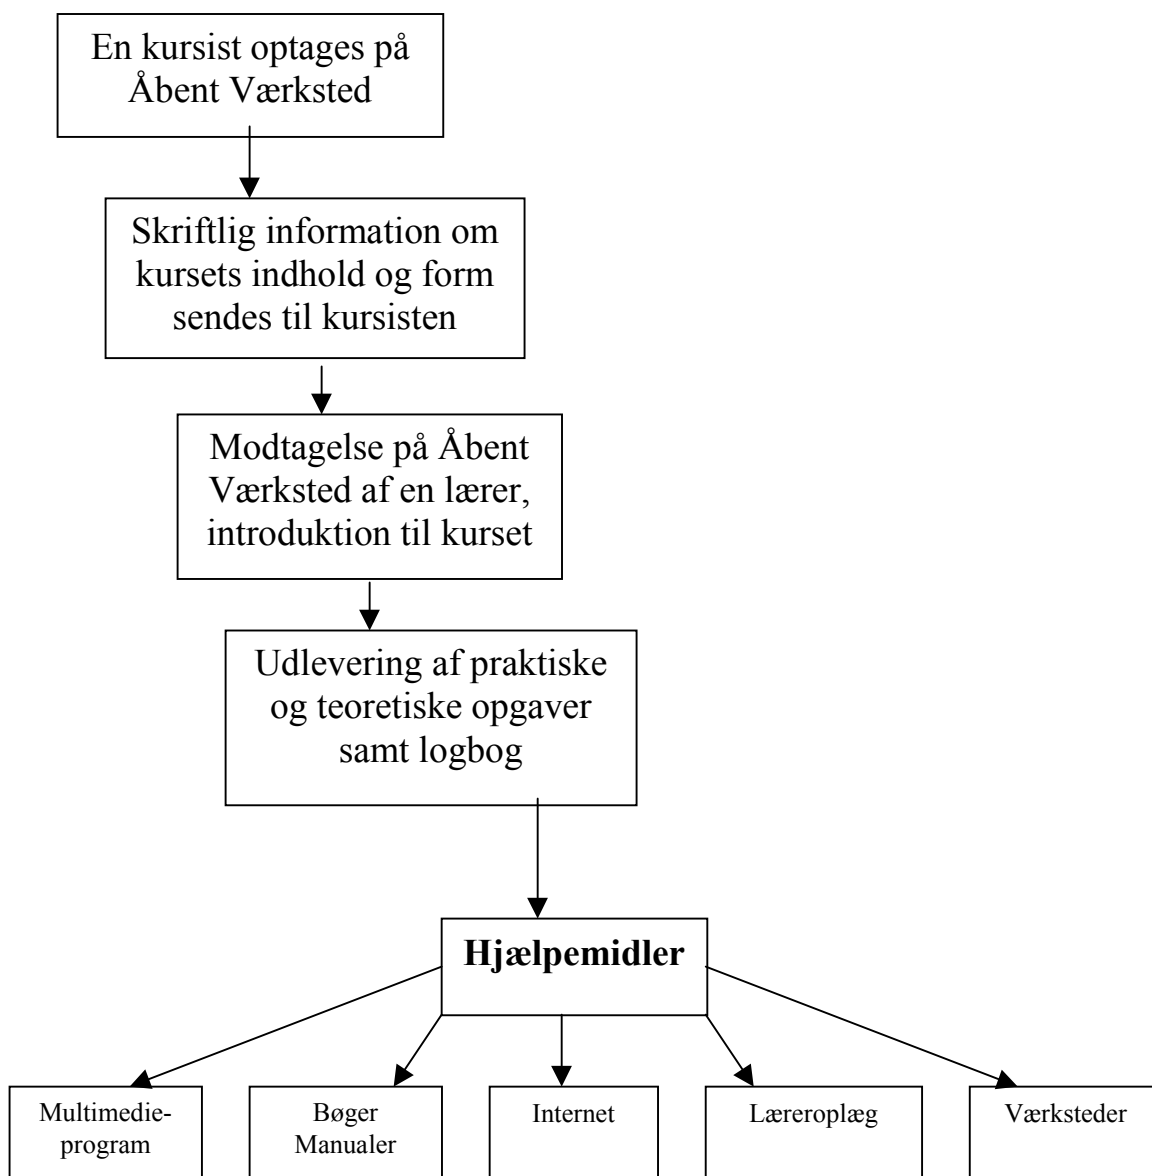 En kursist optages på
Åbent Værksted
Skriftlig information om
kursets indhold og form
sendes til kursisten
Modtagelse på Åbent
Værksted af en lærer,
introduktion til kurset
Udlevering af praktiske
og teoretiske opgaver
samt logbog
Hjælpemidler
Multimedie-
program
Bøger
Manualer
Internet
Læreroplæg
Værksteder